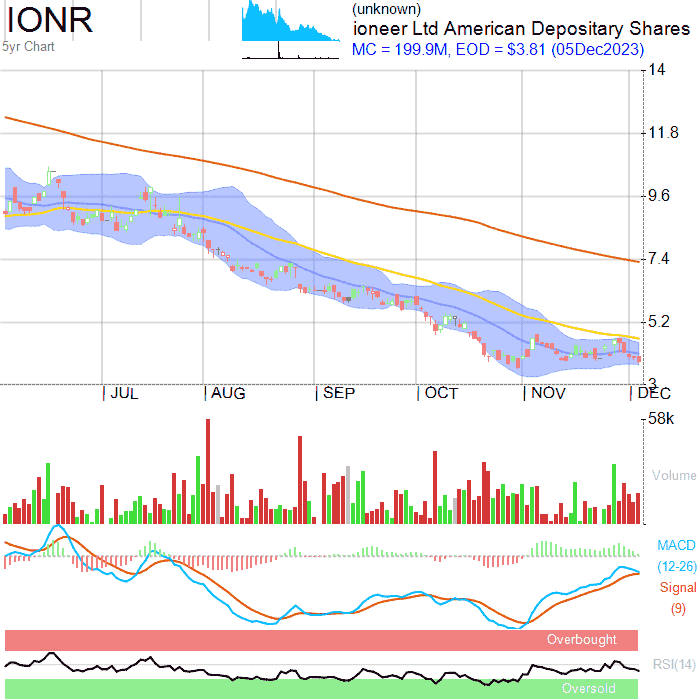 IONR
5yr Chart
(unknown)
ioneer Ltd American Depositary Shares
MC = 199.9M, EOD = $3.81 (05Dec2023)
14
11.8
9.6
7.4
5.2
3
JUL AUG SEP OCT NOV DEC
58k
Volume
MACD
(12-26)
Signal
(9)
Overbought
RSI(14)
Oversold